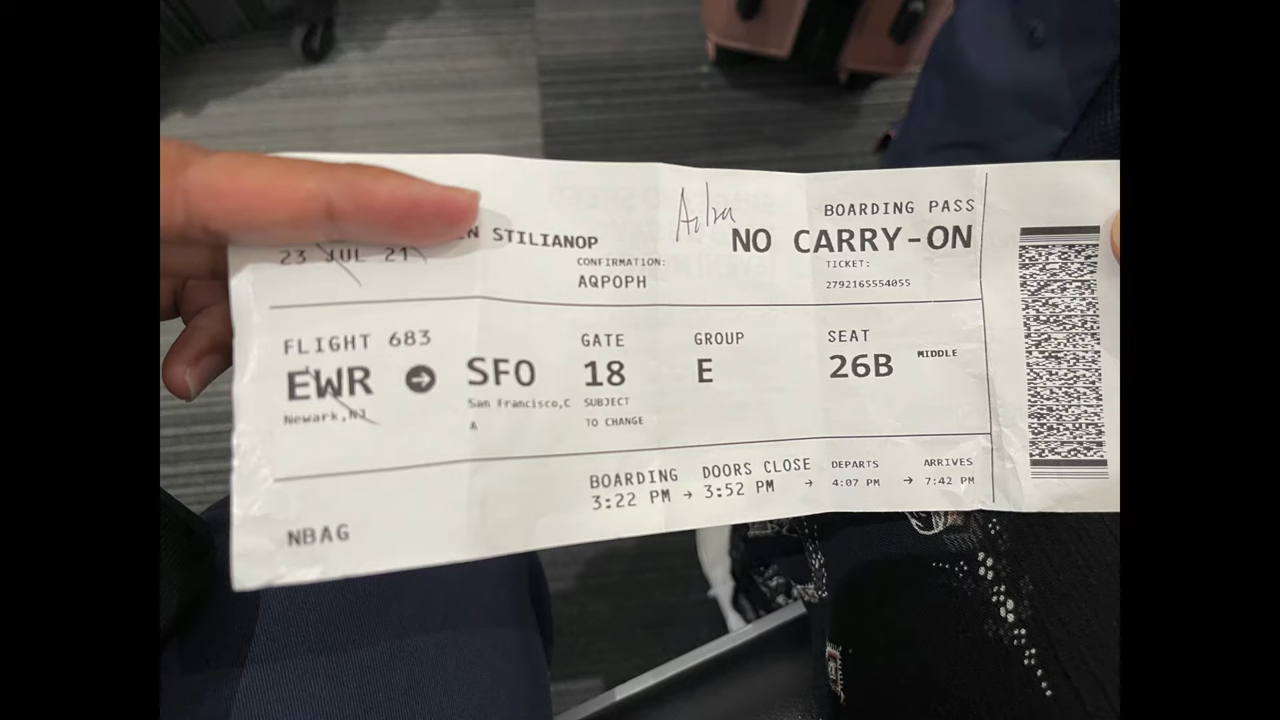 EN STILIANOP
23 JUL 21
BOARDING PASS
NO CARRY-ON
CONFIRMATION:
AQPOPH
TICKET:
2792165554055
FLIGHT 683
EWR → SFO
Newark,NJ
San Francisco,C
A
GATE
18
SUBJECT
TO CHANGE
GROUP
E
SEAT
26B MIDDLE
BOARDING DOORS CLOSE DEPARTS ARRIVES
3:22 PM → 3:52 PM → 4:07 PM → 7:42 PM
NBAG